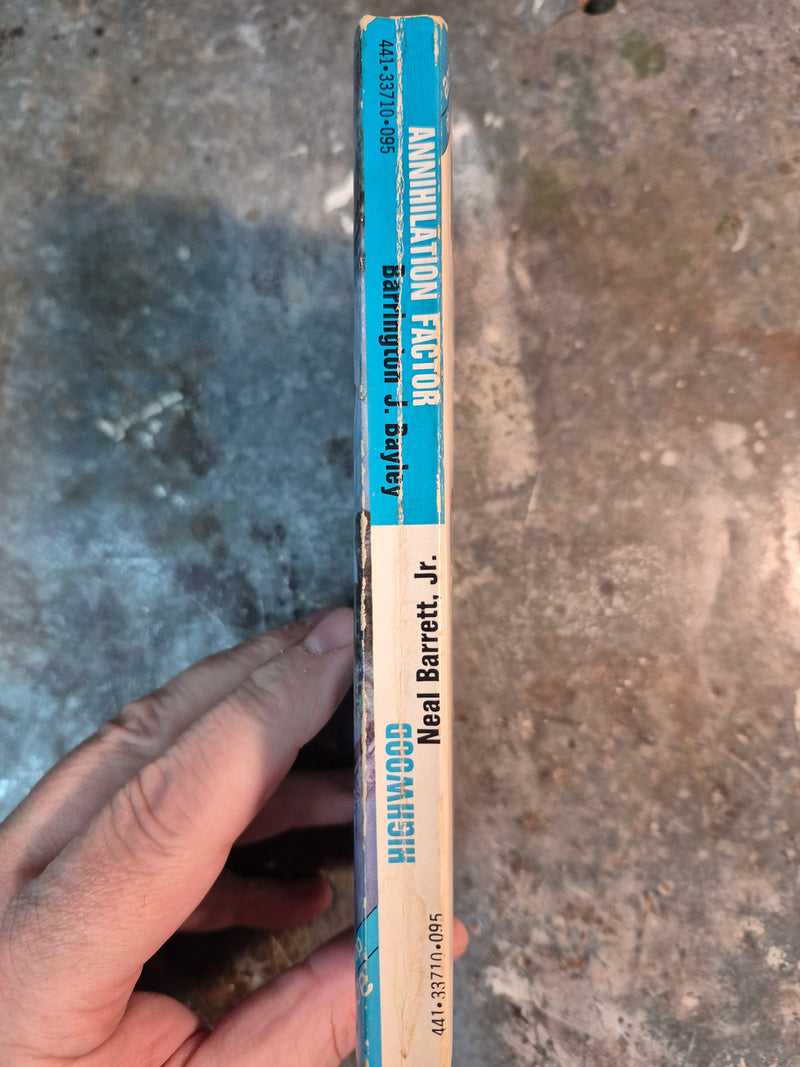 441•33710•095
ANNIHILATION FACTOR
Barrington J. Bayley
HIGHWOOD
Neal Barrett, Jr.
441•33710•095